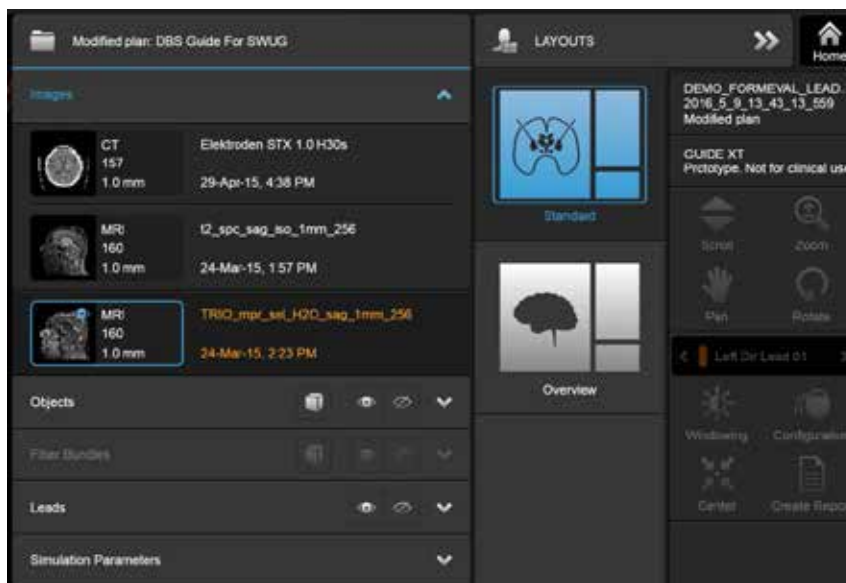 Modified plan: DBS Guide For SWUG
Images
CT
157
1.0 mm
Elektroden STX 1.0 H30s
29-Apr-15, 4:38 PM
MRI
160
1.0 mm
t2_spc_sag_iso_1mm_256
24-Mar-15, 1:57 PM
MRI
160
1.0 mm
TRIO_mpr_sel_H2O_sag_1mm_256
24-Mar-15, 2:23 PM
Objects
Fiber Bundles
Leads
Simulation Parameters
LAYOUTS
Standard
Overview
Home
DEMO_FORMEVAL_LEAD.
2016_5_9_13_43_13_559
Modified plan
GUIDE XT
Prototype. Not for clinical use
Scroll
Zoom
Pan
Rotate
Left Dir Lead 01
Windowing
Configuration
Center
Create Repo